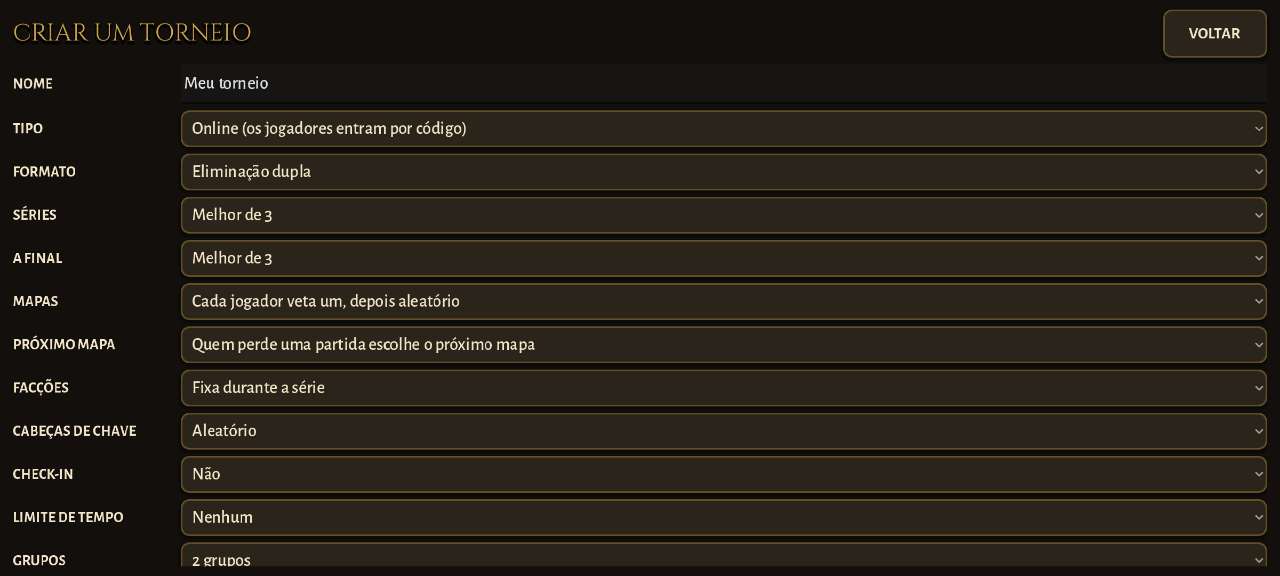 CRIAR UM TORNEIO
VOLTAR
NOME Meu torneio
TIPO Online (os jogadores entram por código)
FORMATO Eliminação dupla
SÉRIES Melhor de 3
A FINAL Melhor de 3
MAPAS Cada jogador veta um, depois aleatório
PRÓXIMO MAPA Quem perde uma partida escolhe o próximo mapa
FACÇÕES Fixa durante a série
CABEÇAS DE CHAVE Aleatório
CHECK-IN Não
LIMITE DE TEMPO Nenhum
GRUPOS 2 grupos